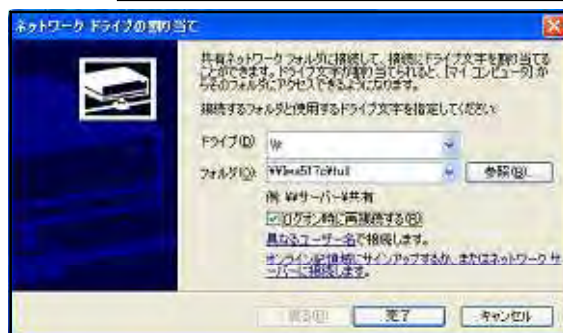 ネットワーク ドライブの割り当て
共有ネットワーク フォルダに接続して、接続にドライブ文字を割り当てる
ことができます。ドライブ文字が割り当てられると、[マイ コンピュータ] か
らそのフォルダにアクセスできるようになります。
接続するフォルダと使用するドライブ文字を指定してください:
ドライブ(D):
フォルダ(O):
参照(B)...
例: ¥¥サーバー¥共有
ログオン時に再接続する(R)
異なるユーザー名で接続します。
オンライン記憶域にサインアップするか、またはネットワーク サ
ーバーに接続します。
戻る(B)
完了
キャンセル